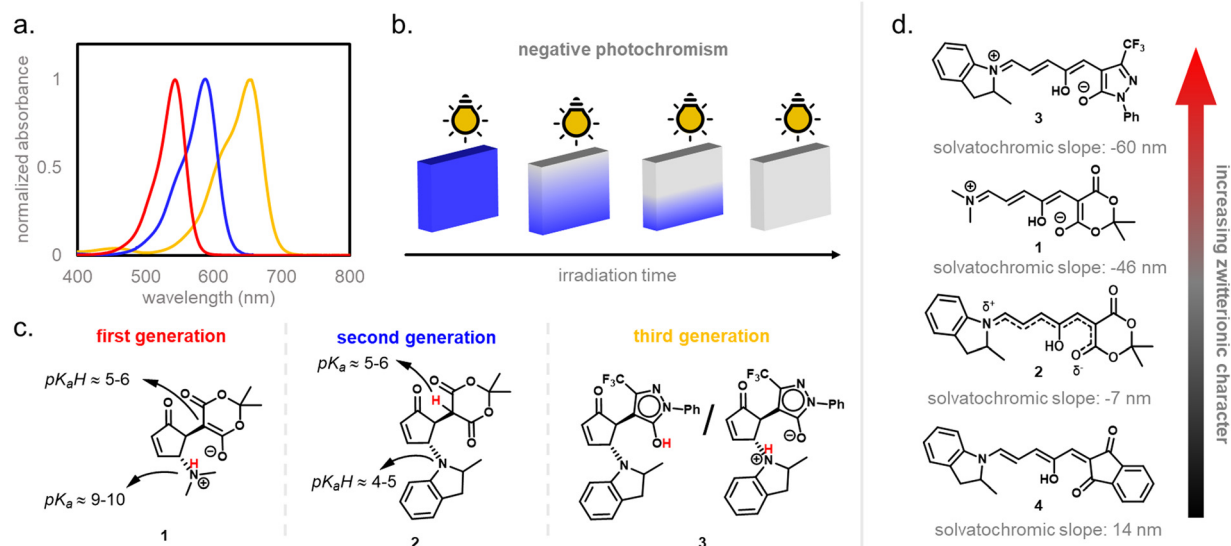 a.
normalized absorbance
1
0.5
0
400
500
600
700
800
wavelength (nm)
b.
negative photochromism
irradiation time
c.
first generation
second generation
third generation
pKaH ≈ 5-6
pKa ≈ 9-10
O
O
O
O
O
⊖
H
N
⊕
1
pKa ≈ 5-6
pKaH ≈ 4-5
O
O
O
H
O
O
N
2
F3C
O
N
N
Ph
OH
N
/
F3C
O
N
N
Ph
O
⊖
H
N
⊕
3
d.
CF3
⊕
N
HO
⊖
O
N
N
Ph
3
solvatochromic slope: -60 nm
⊕
N
HO
O
O
O
O
⊖
1
solvatochromic slope: -46 nm
δ+
N
HO
O
O
O
O
δ-
2
solvatochromic slope: -7 nm
N
HO
O
O
4
solvatochromic slope: 14 nm
increasing zwitterionic character